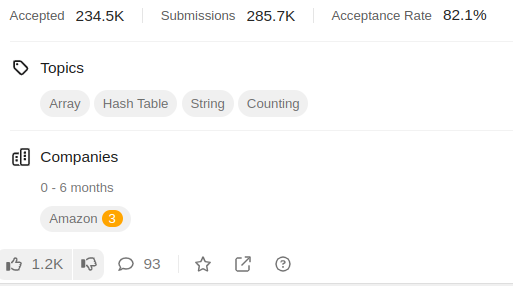 Accepted 234.5K Submissions 285.7K Acceptance Rate 82.1%
Topics
Array Hash Table String Counting
Companies
0 - 6 months
Amazon 3
1.2K 93